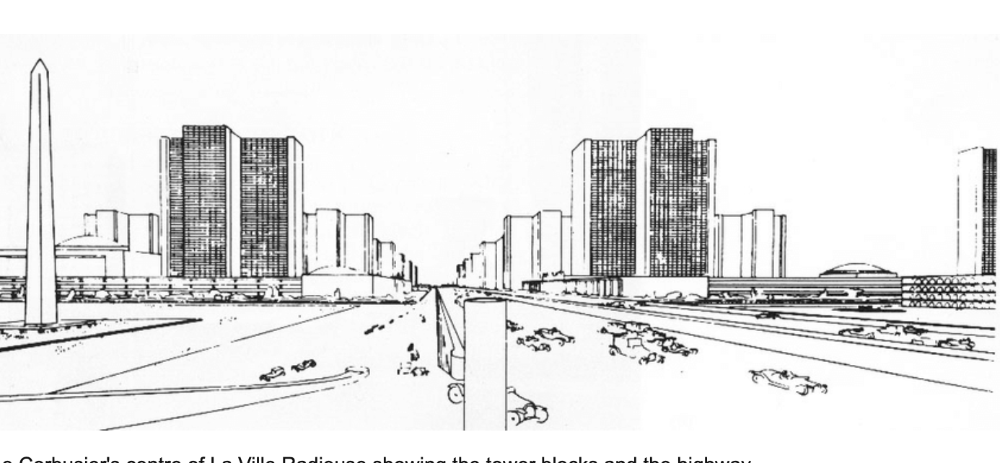 Corbusier's centre of La Ville Radieuse showing the tower blocks and the highway